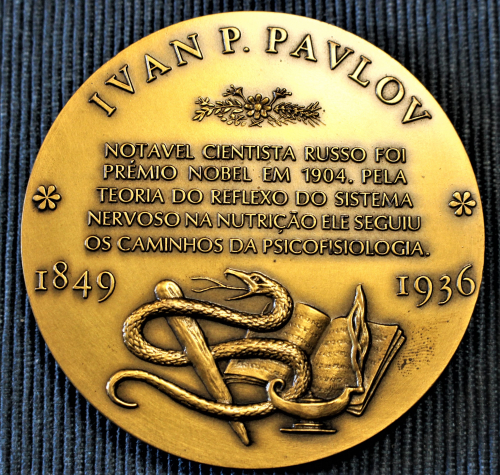 IVAN P. PAVLOV
NOTAVEL CIENTISTA RUSSO FOI
PRÉMIO NOBEL EM 1904. PELA
TEORIA DO REFLEXO DO SISTEMA
NERVOSO NA NUTRIÇÃO ELE SEGUIU
OS CAMINHOS DA PSICOFISIOLOGIA.
1849
1936